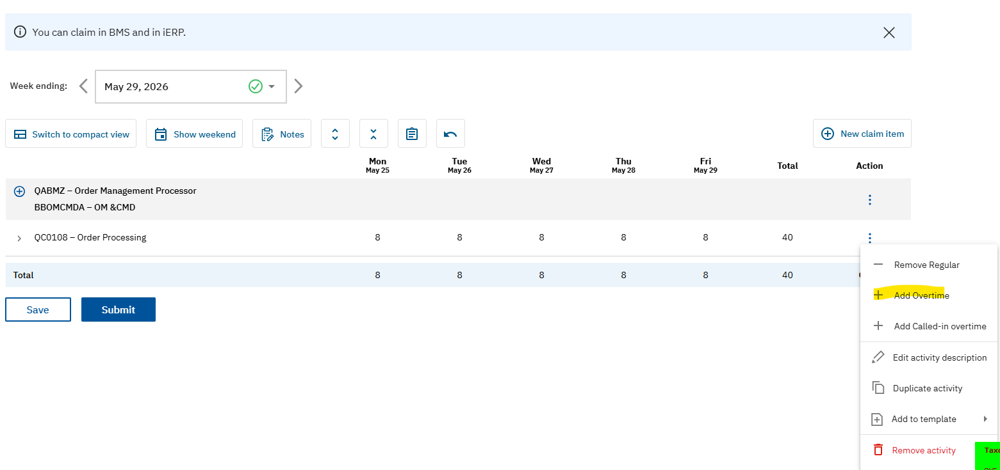 You can claim in BMS and in iERP.
Week ending:
May 29, 2026
Switch to compact view
Show weekend
Notes
New claim item
Mon Tue Wed Thu Fri Total Action
May 25 May 26 May 27 May 28 May 29
QABMZ – Order Management Processor
BBOMCMDA – OM &CMD
QC0108 – Order Processing 8 8 8 8 8 40
Total 8 8 8 8 8 40
Save Submit
Remove Regular
Add Overtime
Add Called-in overtime
Edit activity description
Duplicate activity
Add to template
Remove activity